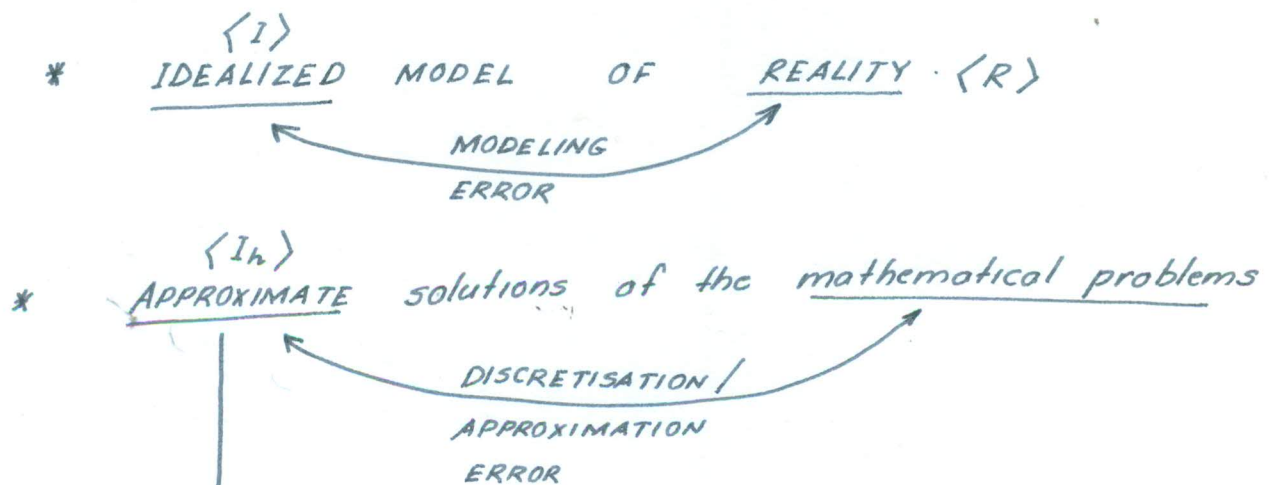 〈I〉
* IDEALIZED MODEL OF REALITY · 〈R〉
MODELING
ERROR
〈Ih〉
* APPROXIMATE solutions of the mathematical problems
DISCRETISATION /
APPROXIMATION
ERROR